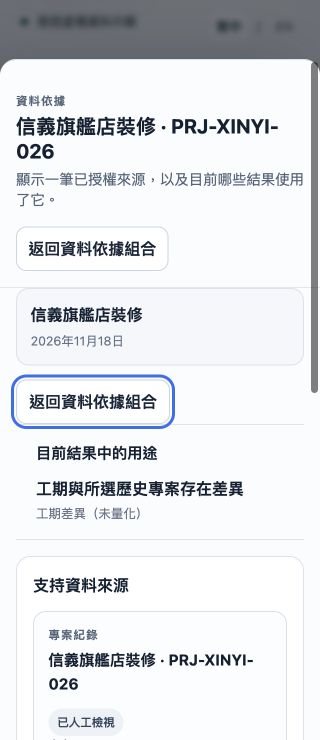 資料依據
信義旗艦店裝修 · PRJ-XINYI-
026
顯示一筆已授權來源，以及目前哪些結果使用
了它。
返回資料依據組合
信義旗艦店裝修
2026年11月18日
返回資料依據組合
目前結果中的用途
工期與所選歷史專案存在差異
工期差異（未量化）
支持資料來源
專案紀錄
信義旗艦店裝修 · PRJ-XINYI-
026
已人工檢視